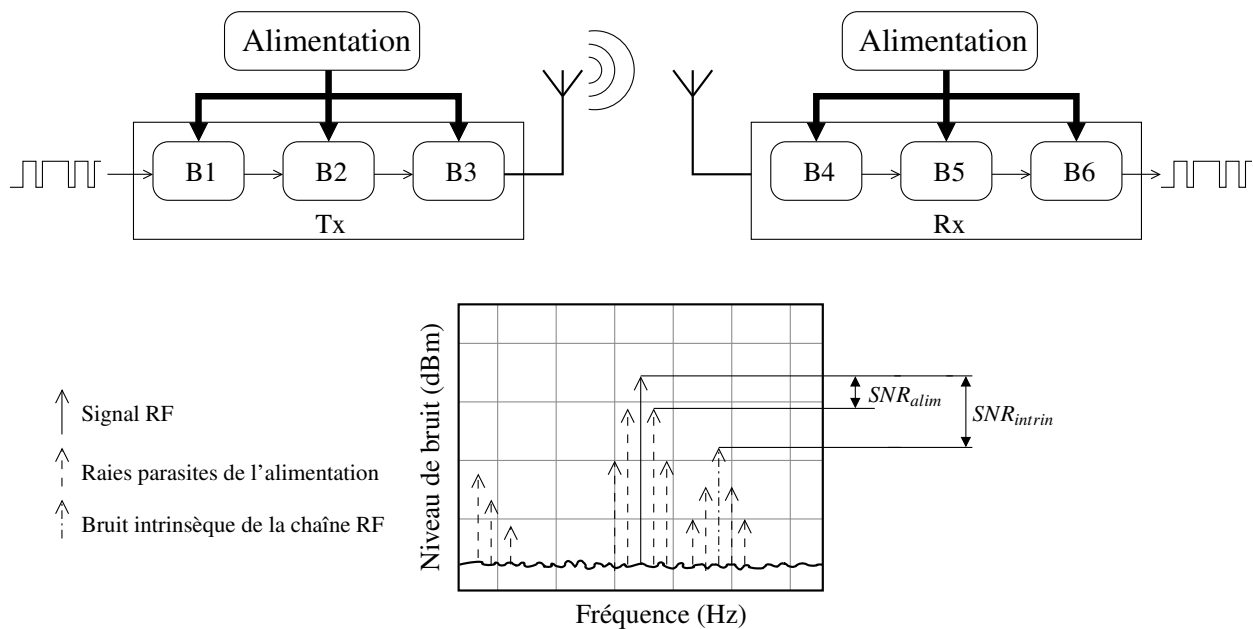 Alimentation
Alimentation
B1
B2
B3
B4
B5
B6
Tx
Rx
Niveau de bruit (dBm)
Fréquence (Hz)
SNRalim
SNRintrin
Signal RF
Raies parasites de l'alimentation
Bruit intrinsèque de la chaîne RF